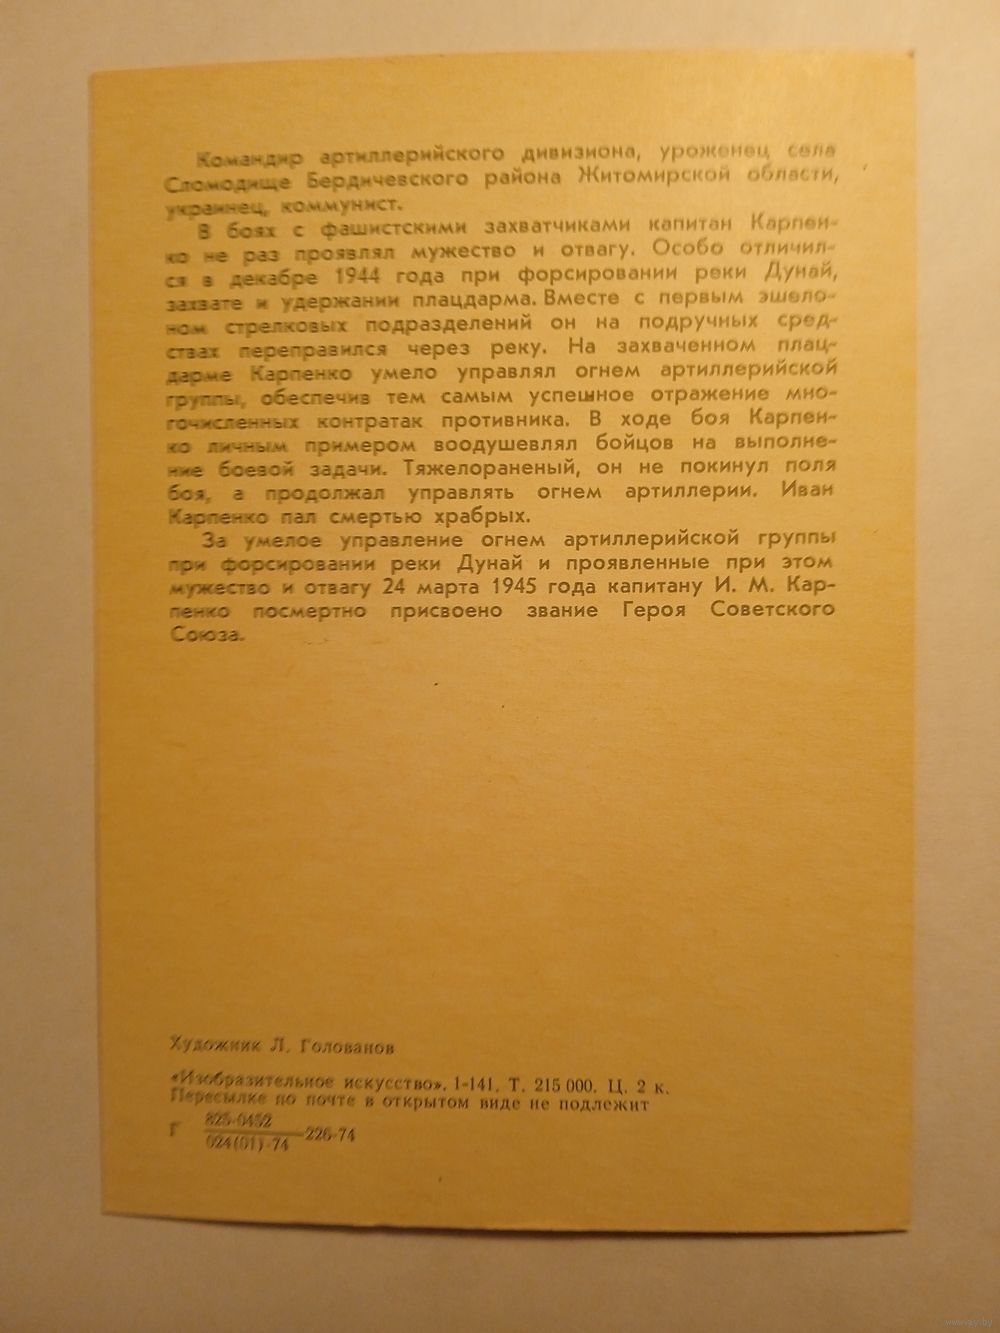 Командир артиллерийского дивизиона, уроженец села
Сломодище Бердичевского района Житомирской области,
украинец, коммунист.
В боях с фашистскими захватчиками капитан Карпен-
ко не раз проявлял мужество и отвагу. Особо отличил-
ся в декабре 1944 года при форсировании реки Дунай,
захвате и удержании плацдарма. Вместе с первым эшело-
ном стрелковых подразделений он на подручных сред-
ствах переправился через реку. На захваченном плац-
дарме Карпенко умело управлял огнем артиллерийской
группы, обеспечив тем самым успешное отражение мно-
гочисленных контратак противника. В ходе боя Карпен-
ко личным примером воодушевлял бойцов на выполне-
ние боевой задачи. Тяжелораненый, он не покинул поля
боя, а продолжал управлять огнем артиллерии. Иван
Карпенко пал смертью храбрых.
За умелое управление огнем артиллерийской группы
при форсировании реки Дунай и проявленные при этом
мужество и отвагу 24 марта 1945 года капитану И. М. Кар-
пенко посмертно присвоено звание Героя Советского
Союза.
Художник Л. Голованов
«Изобразительное искусство». 1-141. Т. 215 000. Ц. 2 к.
Пересылке по почте в открытом виде не подлежит
Г 825-0452
024(01)-74 —226-74
www.ay.by